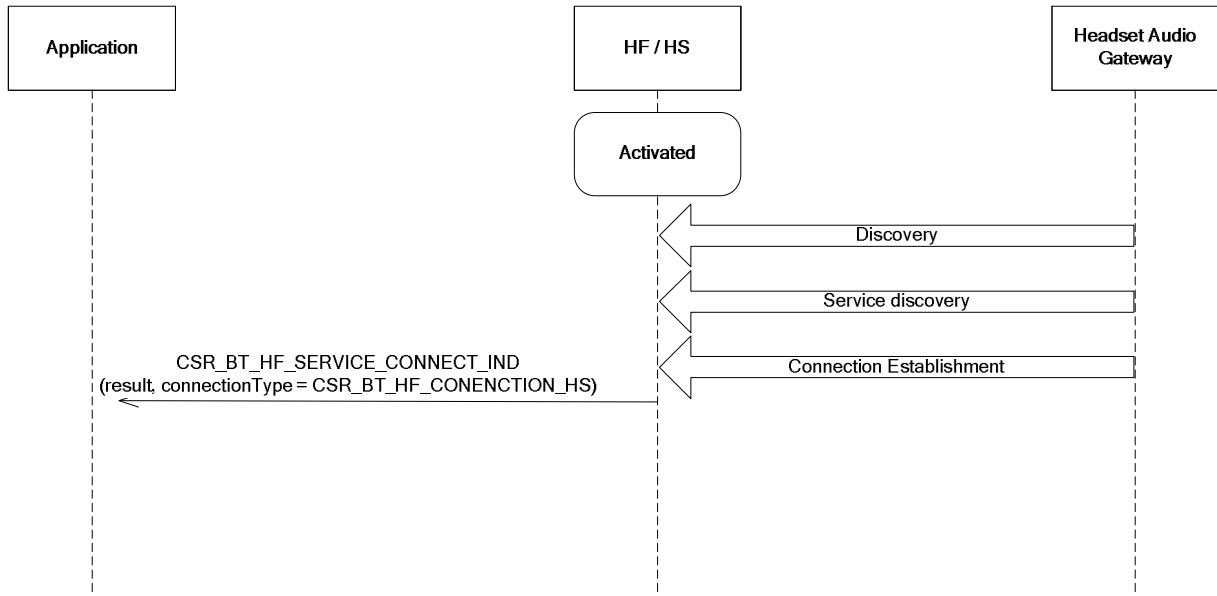 Application
HF / HS
Headset Audio
Gateway
Activated
Discovery
Service discovery
Connection Establishment
CSR_BT_HF_SERVICE_CONNECT_IND
(result, connectionType = CSR_BT_HF_CONENCTION_HS)